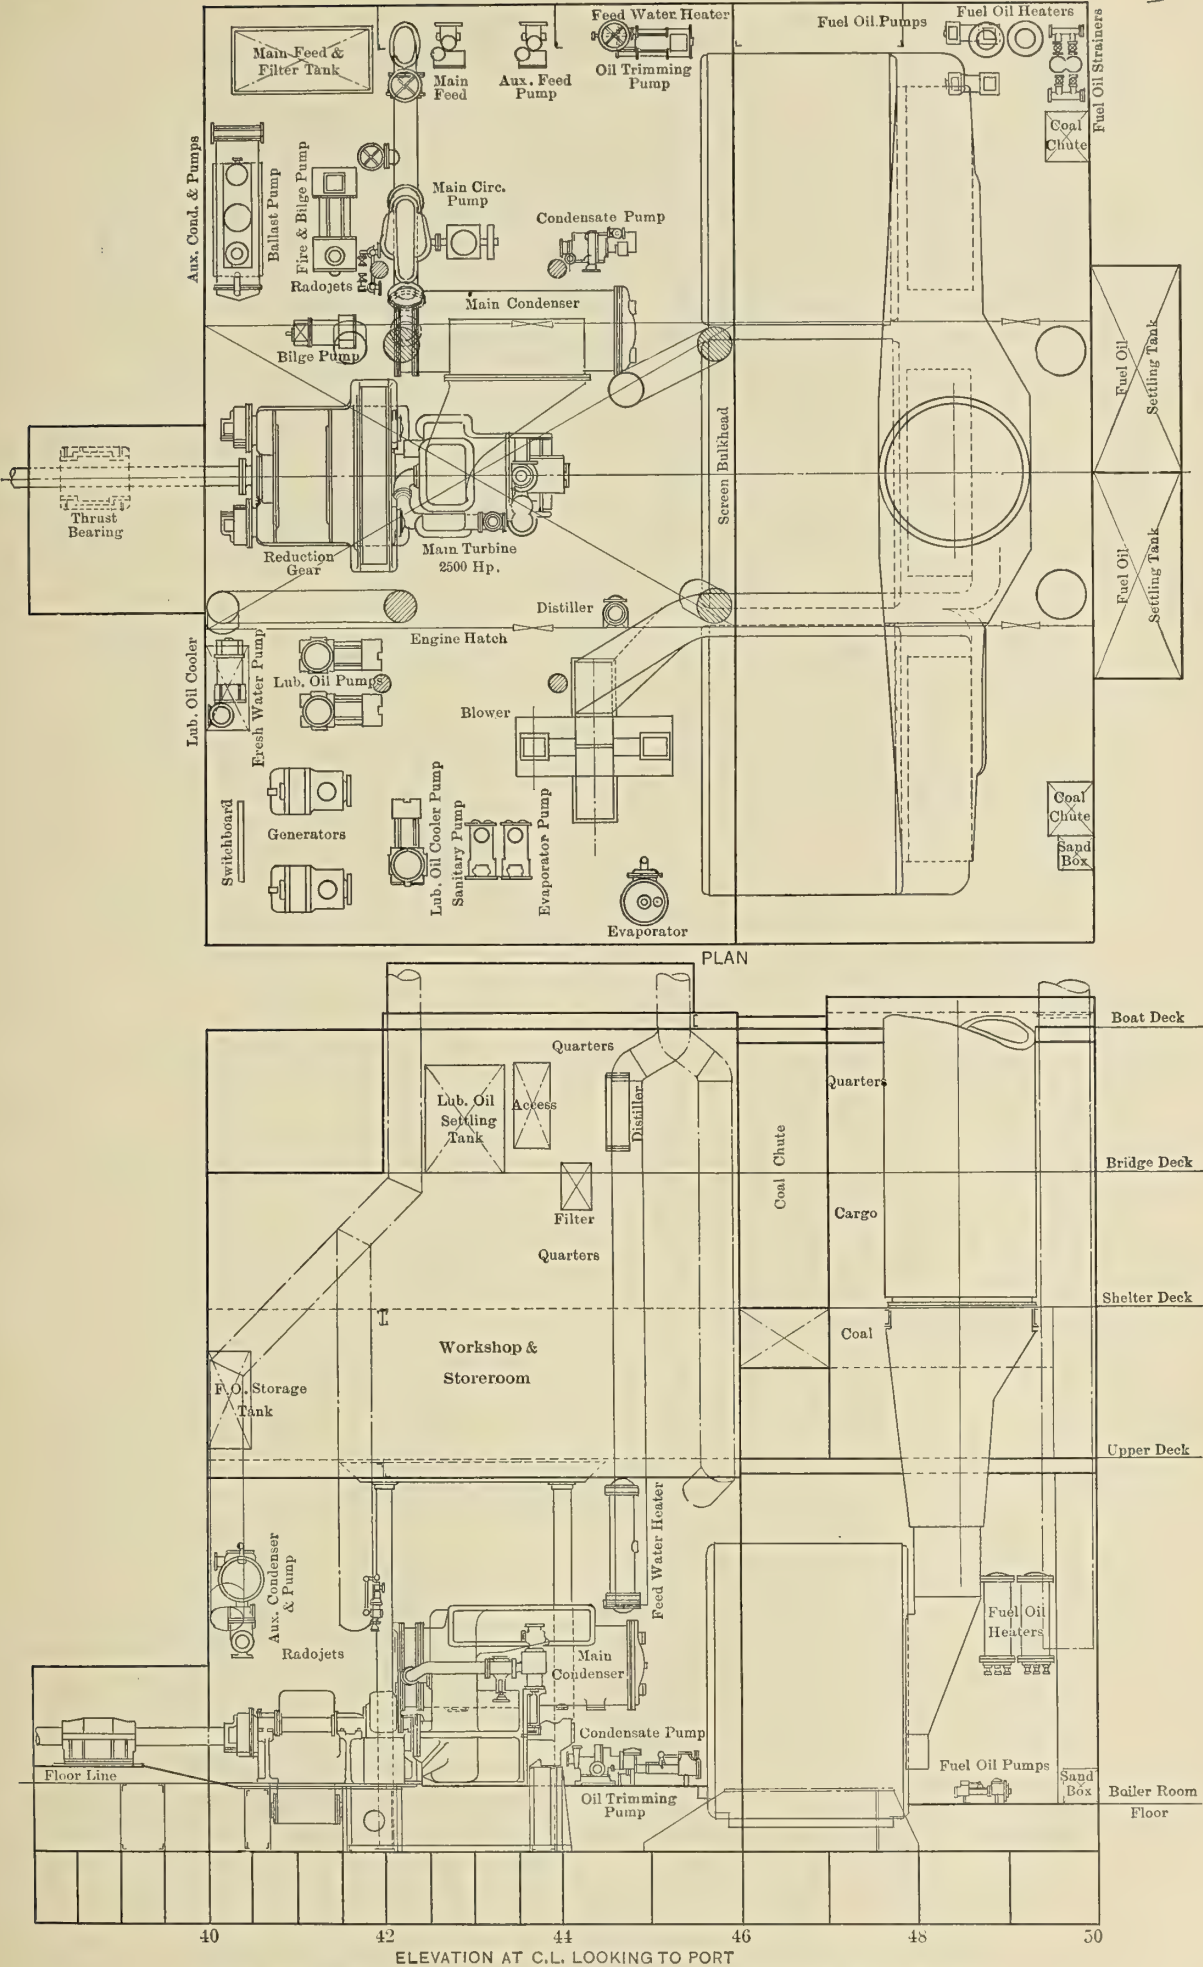 Feed Water Heater
Fuel Oil Pumps
Fuel Oil Heaters
Main Feed &
Filter Tank
Main
Feed
Aux. Feed
Pump
Oil Trimming
Pump
Fuel Oil Strainers
Coal
Chute
Aux. Cond. & Pumps
Ballast Pump
Fire & Bilge Pump
Radojets
Main Circ.
Pump
Condensate Pump
Main Condenser
Bilge Pump
Fuel Oil
Settling Tank
Screen Bulkhead
Thrust
Bearing
Reduction
Gear
Main Turbine
2500 Hp.
Fuel Oil
Settling Tank
Distiller
Engine Hatch
Lub. Oil Cooler
Fresh Water Pump
Lub. Oil Pumps
Blower
Switchboard
Generators
Lub. Oil Cooler Pump
Sanitary Pump
Evaporator Pump
Coal
Chute
Sand
Box
Evaporator
PLAN
Boat Deck
Quarters
Quarters
Lub. Oil
Settling
Tank
Access
Distiller
Coal Chute
Bridge Deck
Filter
Cargo
Quarters
Shelter Deck
Workshop &
Storeroom
Coal
F.O. Storage
Tank
Upper Deck
Aux. Condenser
& Pump
Feed Water Heater
Radojets
Fuel Oil
Heaters
Main
Condenser
Condensate Pump
Floor Line
Oil Trimming
Pump
Fuel Oil Pumps
Sand
Box
Boiler Room
Floor
40 42 44 46 48 50
ELEVATION AT C.L. LOOKING TO PORT